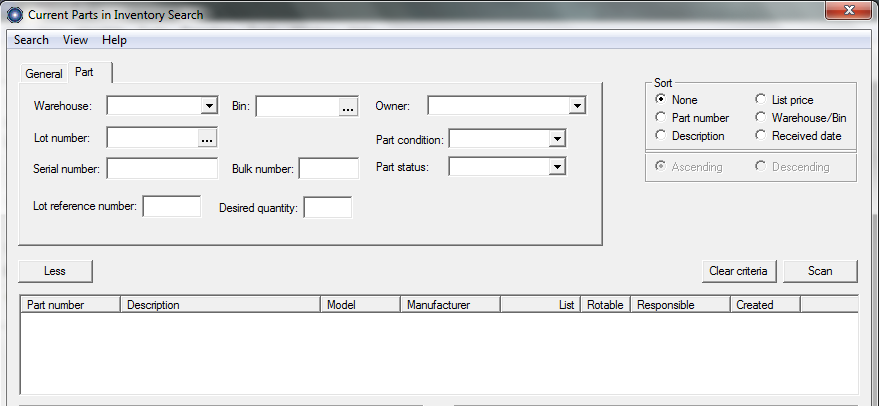 Current Parts in Inventory Search
Search View Help
General Part
Warehouse: Bin: ... Owner:
Lot number: ... Part condition:
Serial number: Bulk number: Part status:
Lot reference number: Desired quantity:
Sort
None List price
Part number Warehouse/Bin
Description Received date
Ascending Descending
Less Clear criteria Scan
Part number Description Model Manufacturer List Rotable Responsible Created